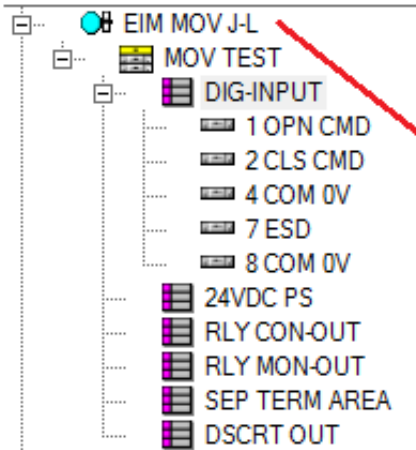 EIM MOV J-L
MOV TEST
DIG-INPUT
1 OPN CMD
2 CLS CMD
4 COM 0V
7 ESD
8 COM 0V
24VDC PS
RLY CON-OUT
RLY MON-OUT
SEP TERM AREA
DSCRT OUT